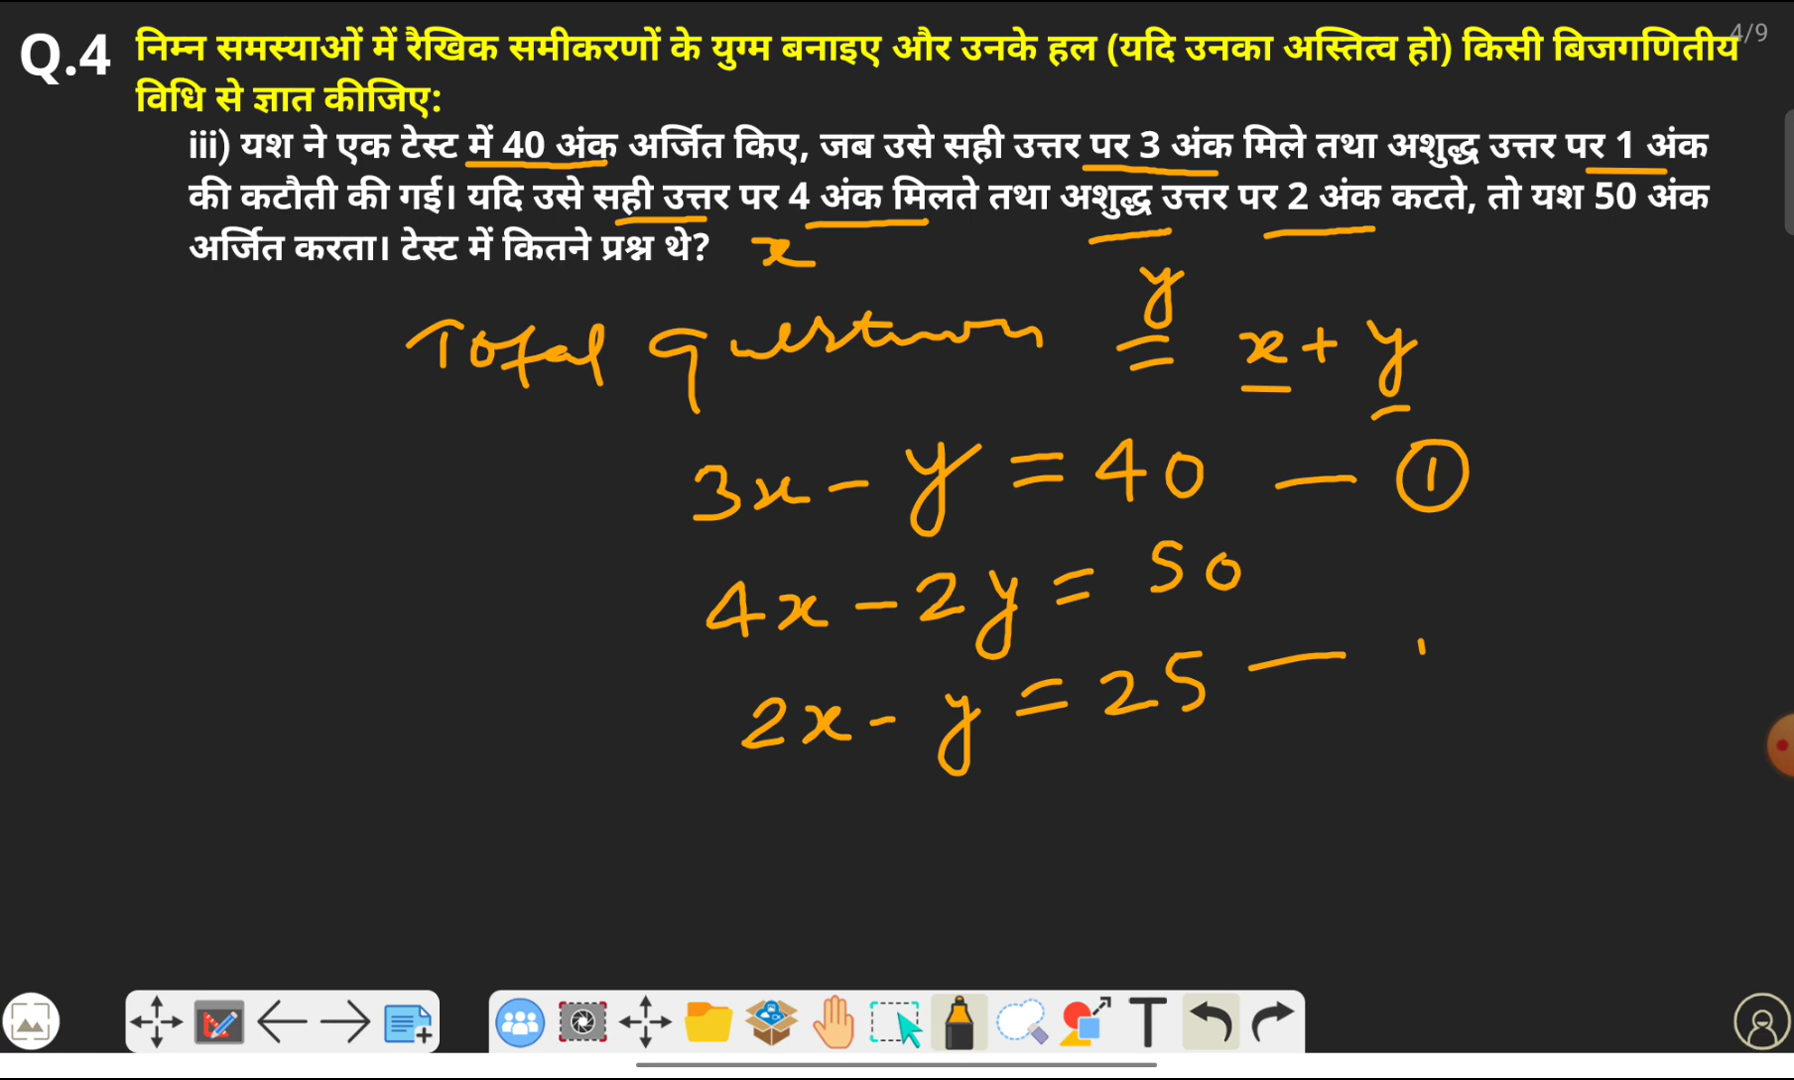 4/9
Q.4 निम्न समस्याओं में रैखिक समीकरणों के युग्म बनाइए और उनके हल (यदि उनका अस्तित्व हो) किसी बिजगणितीय
विधि से ज्ञात कीजिए:
iii) यश ने एक टेस्ट में 40 अंक अर्जित किए, जब उसे सही उत्तर पर 3 अंक मिले तथा अशुद्ध उत्तर पर 1 अंक
की कटौती की गई। यदि उसे सही उत्तर पर 4 अंक मिलते तथा अशुद्ध उत्तर पर 2 अंक कटते, तो यश 50 अंक
अर्जित करता। टेस्ट में कितने प्रश्न थे? x
y
Total question = x + y
3x - y = 40 — ①
4x - 2y = 50
2x - y = 25 —
T